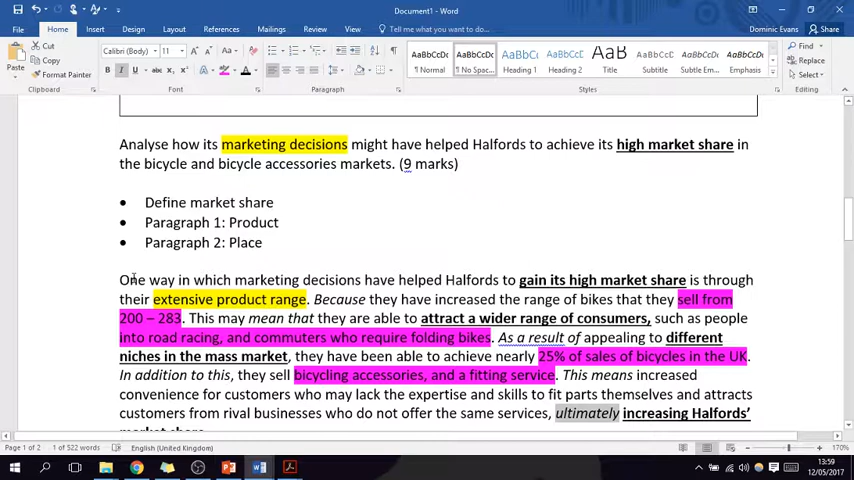 Document1 - Word
Dominic Evans
Share
File Home Insert Design Layout References Mailings Review View Tell me what you want to do...
Paste
Cut
Copy
Format Painter
Clipboard
Calibri (Body) 11
Font
Paragraph
AaBbCcDc AaBbCcDc AaBbCc AaBbCcC AaB AaBbCcC AaBbCcDc AaBbCcDc
¶ Normal ¶ No Spac... Heading 1 Heading 2 Title Subtitle Subtle Em... Emphasis
Styles
Find
Replace
Select
Editing
Analyse how its marketing decisions might have helped Halfords to achieve its high market share in
the bicycle and bicycle accessories markets. (9 marks)
• Define market share
• Paragraph 1: Product
• Paragraph 2: Place
One way in which marketing decisions have helped Halfords to gain its high market share is through
their extensive product range. Because they have increased the range of bikes that they sell from
200 – 283. This may mean that they are able to attract a wider range of consumers, such as people
into road racing, and commuters who require folding bikes. As a result of appealing to different
niches in the mass market, they have been able to achieve nearly 25% of sales of bicycles in the UK.
In addition to this, they sell bicycling accessories, and a fitting service. This means increased
convenience for customers who may lack the expertise and skills to fit parts themselves and attracts
customers from rival businesses who do not offer the same services, ultimately increasing Halfords'
market share.
Page 1 of 2 1 of 522 words English (United Kingdom) 170%
13:59
12/05/2017